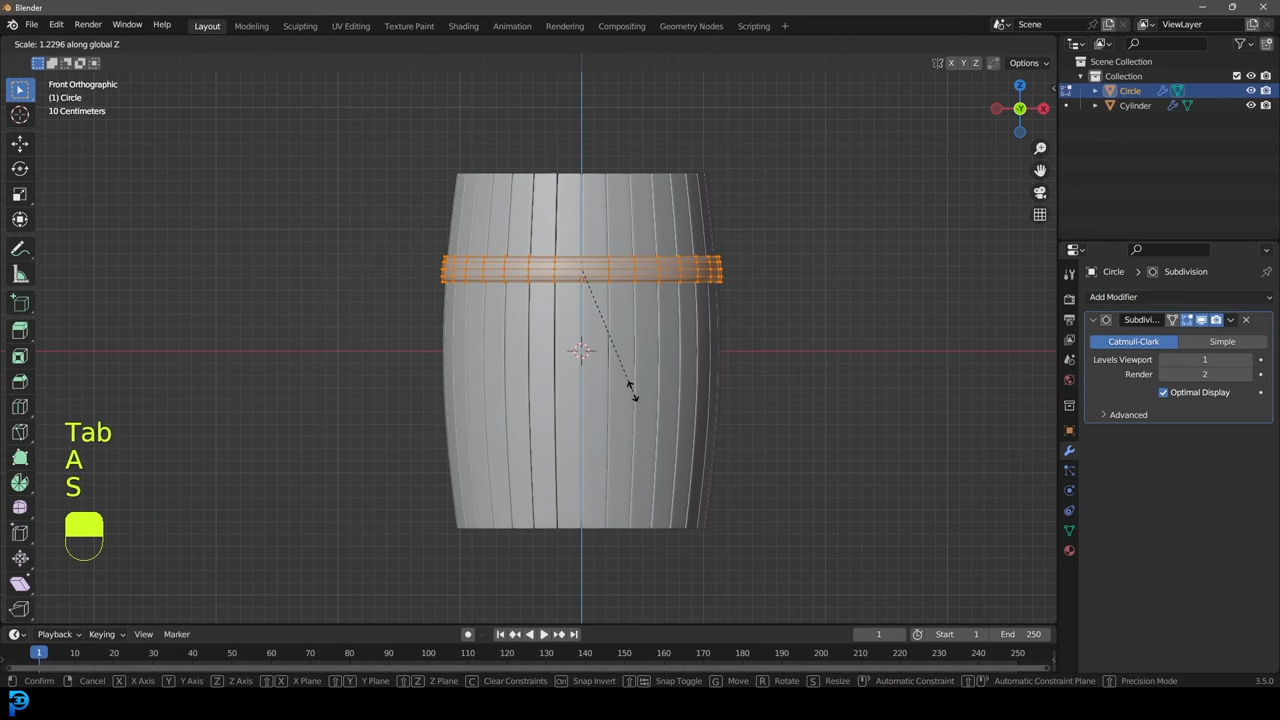 Blender
File Edit Render Window Help Layout Modeling Sculpting UV Editing Texture Paint Shading Animation Rendering Compositing Geometry Nodes Scripting + Scene ViewLayer
Scale: 1.2296 along global Z
X Y Z Options
Front Orthographic
(1) Circle
10 Centimeters
Z
-Y
X
Scene Collection
Collection
Circle
Cylinder
Circle > Subdivision
Add Modifier
Subdivi...
Catmull-Clark Simple
Levels Viewport 1
Render 2
Optimal Display
Advanced
Tab
A
S
Playback Keying View Marker 1 Start 1 End 250
1 10 20 30 40 50 60 70 80 90 100 110 120 130 140 150 160 170 180 190 200 210 220 230 240 250
Confirm Cancel X X Axis Y Y Axis Z Z Axis X X Plane Y Y Plane Z Z Plane C Clear Constraints Ctrl Snap Invert Snap Toggle G Move R Rotate S Resize Automatic Constraint Automatic Constraint Plane Precision Mode 3.5.0